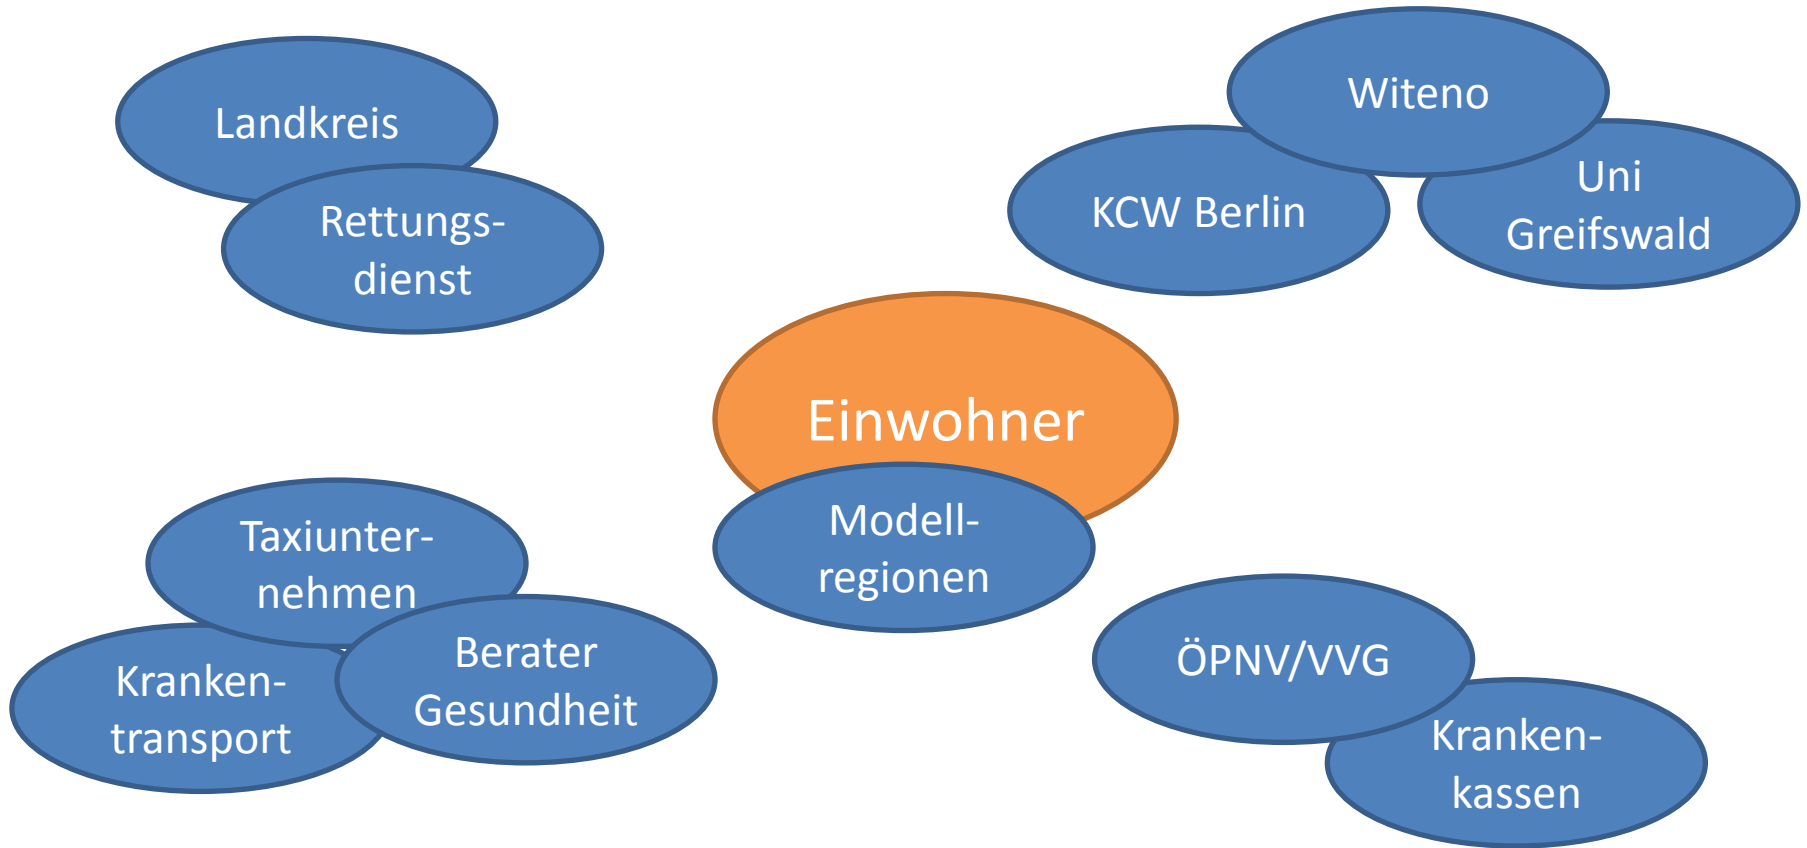 Landkreis
Rettungs-
dienst
Witeno
KCW Berlin
Uni
Greifswald
Einwohner
Modell-
regionen
Taxiunter-
nehmen
Kranken-
transport
Berater
Gesundheit
ÖPNV/VVG
Kranken-
kassen